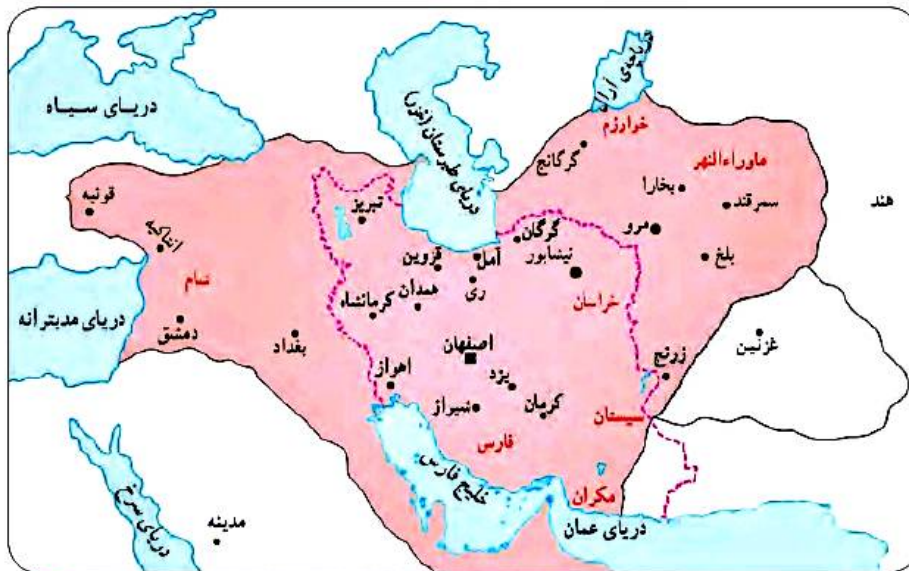 دریای سیاه
دریای طبرستان (خزر)
دریاچه‌ی آرال
خوارزم
گرگانج
ماوراءالنهر
بخارا
سمرقند
هند
مرو
بلخ
قونیه
انتاکیه
تبریز
گرگان
نیشابور
آمل
قزوین
ری
همدان
کرمانشاه
خراسان
شام
دریای مدیترانه
دمشق
بغداد
اصفهان
غزنین
زرنج
اهواز
یزد
شیراز
کرمان
سیستان
فارس
خلیج فارس
مکران
دریای عمان
مدینه
دریای سرخ